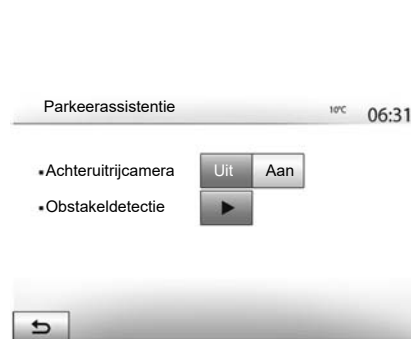 Parkeerassistentie 10°C 06:31
▪Achteruitrijcamera Uit Aan
▪Obstakeldetectie